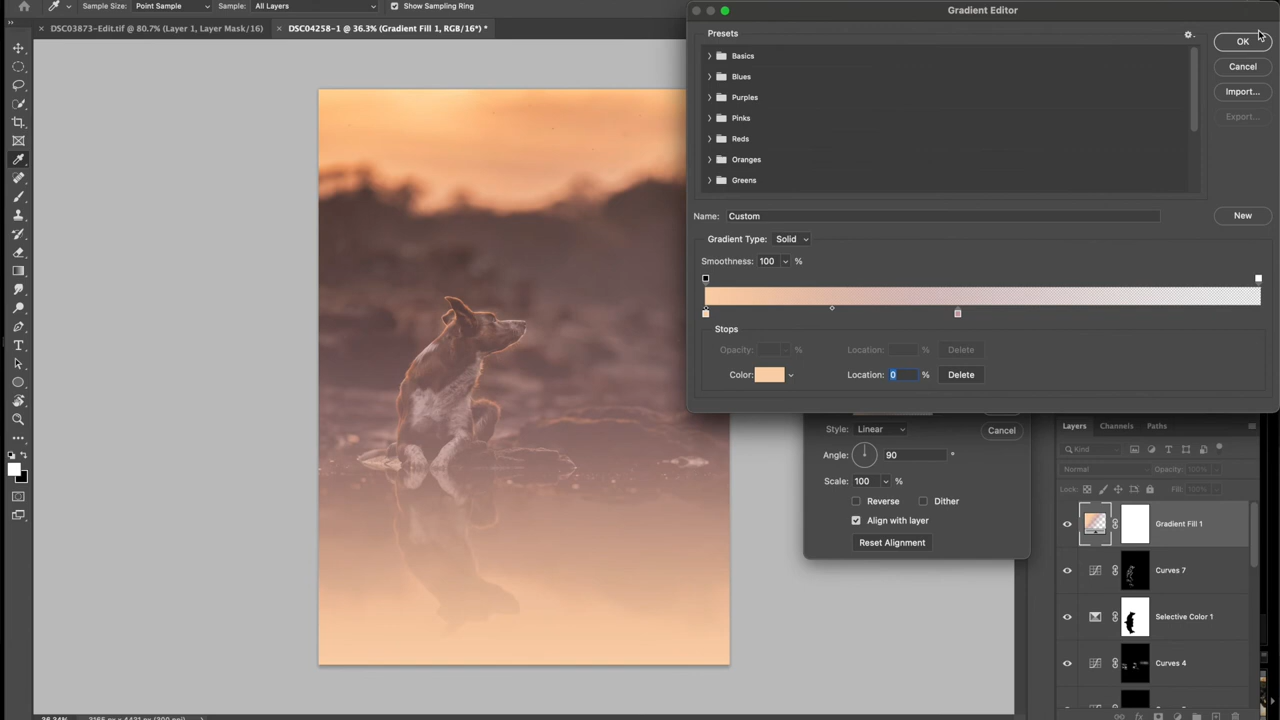 Sample Size: Point Sample Sample: All Layers Show Sampling Ring
DSC03873-Edit.tif @ 80.7% (Layer 1, Layer Mask/16) DSC04258-1 @ 36.3% (Gradient Fill 1, RGB/16*) *
Gradient Editor
Presets
Basics
Blues
Purples
Pinks
Reds
Oranges
Greens
OK
Cancel
Import...
Export...
Name: Custom
New
Gradient Type: Solid
Smoothness: 100 %
Stops
Opacity: % Location: % Delete
Color: Location: 0 % Delete
Style: Linear
Cancel
Angle: 90 °
Scale: 100 %
Reverse Dither
Align with layer
Reset Alignment
Layers Channels Paths
Kind
Normal Opacity: 100%
Lock: Fill: 100%
Gradient Fill 1
Curves 7
Selective Color 1
Curves 4